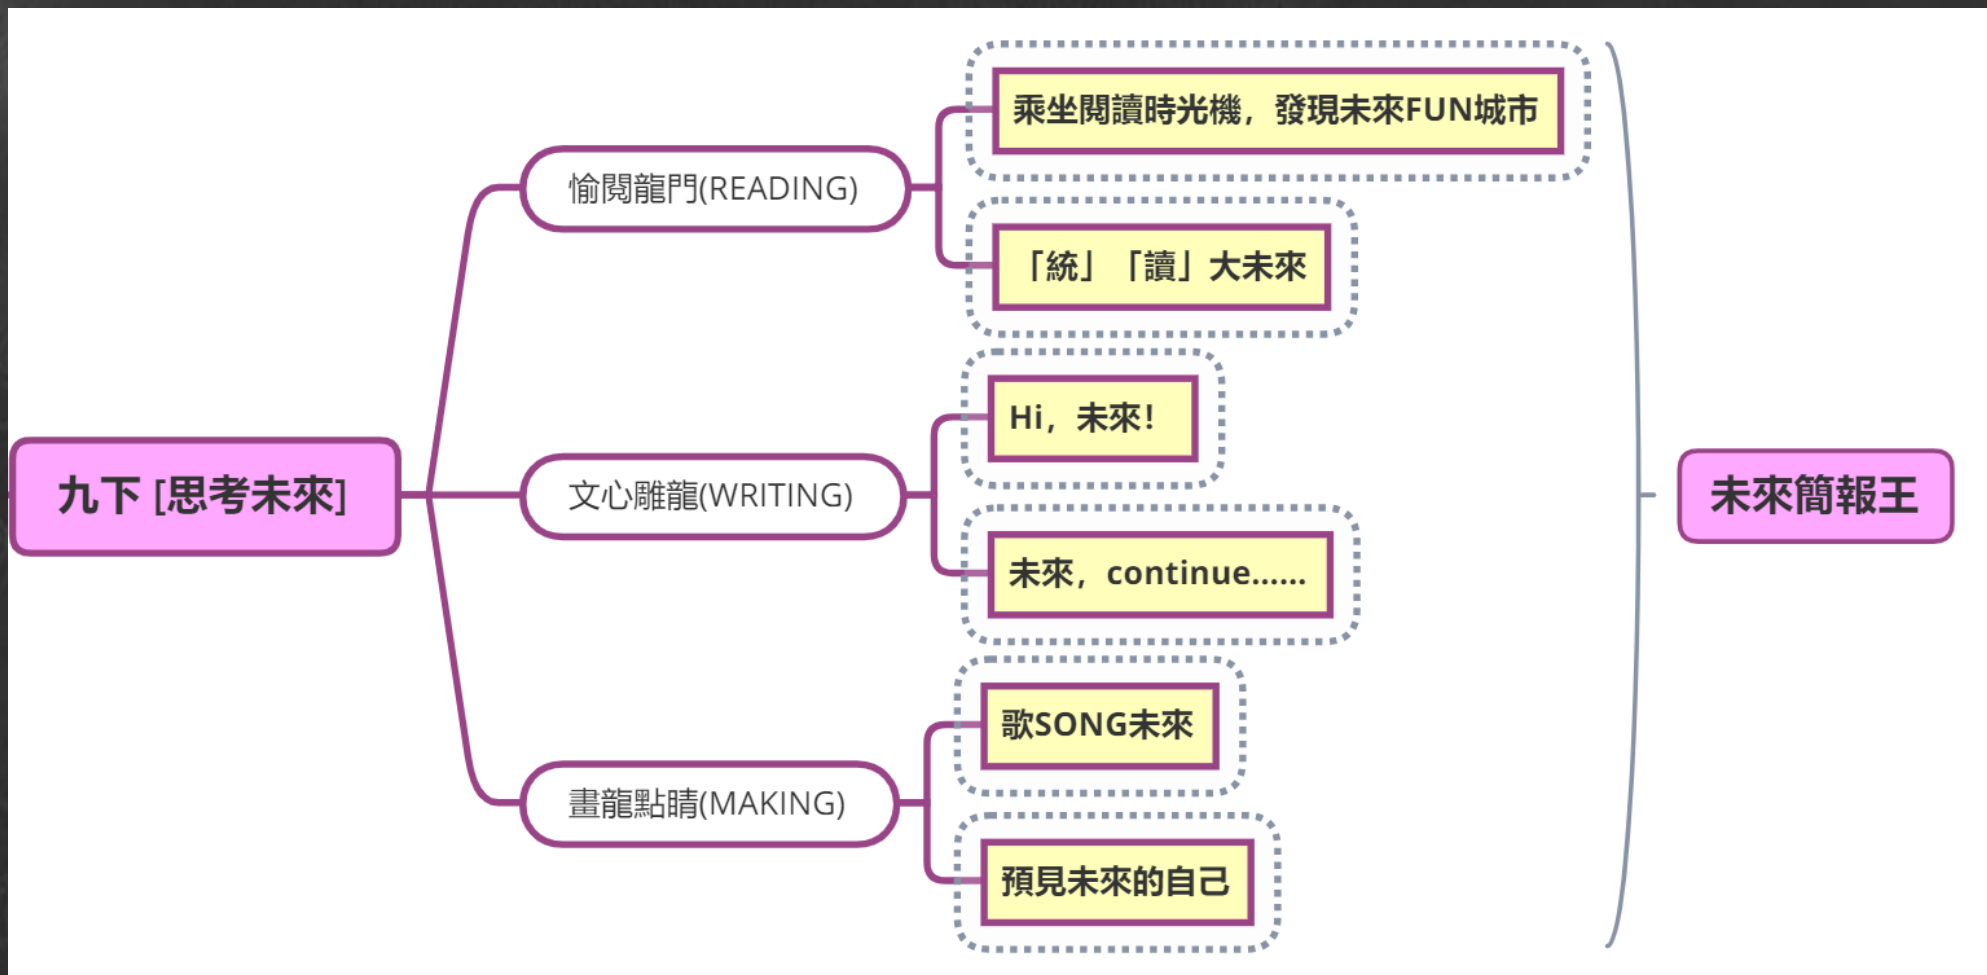 九下 [思考未來]
愉閱龍門(READING)
乘坐閱讀時光機，發現未來FUN城市
「統」「讀」大未來
文心雕龍(WRITING)
Hi，未來！
未來，continue......
畫龍點睛(MAKING)
歌SONG未來
預見未來的自己
未來簡報王